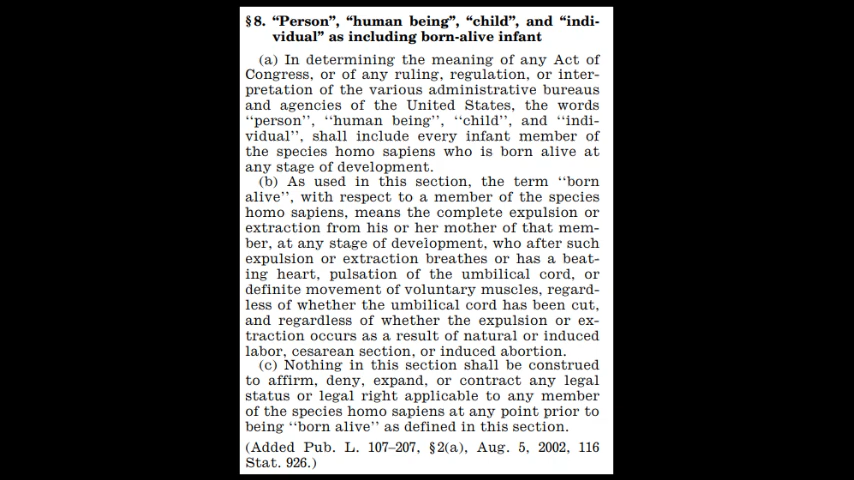 § 8. “Person”, “human being”, “child”, and “indi-
vidual” as including born-alive infant
(a) In determining the meaning of any Act of
Congress, or of any ruling, regulation, or inter-
pretation of the various administrative bureaus
and agencies of the United States, the words
‘‘person’’, ‘‘human being’’, ‘‘child’’, and ‘‘indi-
vidual’’, shall include every infant member of
the species homo sapiens who is born alive at
any stage of development.
(b) As used in this section, the term ‘‘born
alive’’, with respect to a member of the species
homo sapiens, means the complete expulsion or
extraction from his or her mother of that mem-
ber, at any stage of development, who after such
expulsion or extraction breathes or has a beat-
ing heart, pulsation of the umbilical cord, or
definite movement of voluntary muscles, regard-
less of whether the umbilical cord has been cut,
and regardless of whether the expulsion or ex-
traction occurs as a result of natural or induced
labor, cesarean section, or induced abortion.
(c) Nothing in this section shall be construed
to affirm, deny, expand, or contract any legal
status or legal right applicable to any member
of the species homo sapiens at any point prior to
being ‘‘born alive’’ as defined in this section.
(Added Pub. L. 107–207, § 2(a), Aug. 5, 2002, 116
Stat. 926.)